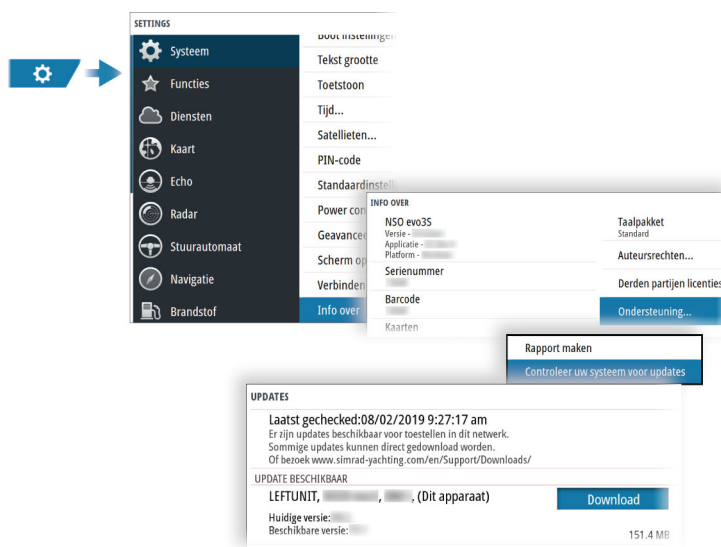 SETTINGS
Systeem
Functies
Diensten
Kaart
Echo
Radar
Stuurautomaat
Navigatie
Brandstof
Boot instellingen
Tekst grootte
Toetstoon
Tijd...
Satellieten...
PIN-code
Power
Scherm
Info over
INFO OVER
NSO evo3S
Versie -
Applicatie -
Platform -
Serienummer
Barcode
Kaarten
Taalpakket
Standard
Auteursrechten...
Derden partijen licenties
Ondersteuning...
Rapport maken
Controleer uw systeem voor updates
UPDATES
Laatst gechecked:08/02/2019 9:27:17 am
Er zijn updates beschikbaar voor toestellen in dit netwerk.
Sommige updates kunnen direct gedownload worden.
Of bezoek www.simrad-yachting.com/en/Support/Downloads/
UPDATE BESCHIKBAAR
LEFTUNIT, , , (Dit apparaat)
Download
Huidige versie:
Beschikbare versie:
151.4 MB